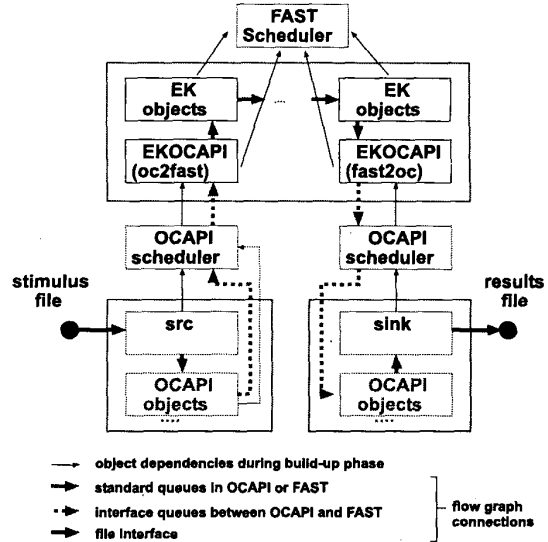 FAST
Scheduler
EK
objects
...
EK
objects
EKOCAPI
(oc2fast)
EKOCAPI
(fast2oc)
OCAPI
scheduler
OCAPI
scheduler
stimulus
file
results
file
src
sink
OCAPI
objects
....
OCAPI
objects
....
object dependencies during build-up phase
standard queues in OCAPI or FAST
interface queues between OCAPI and FAST
file interface
flow graph
connections